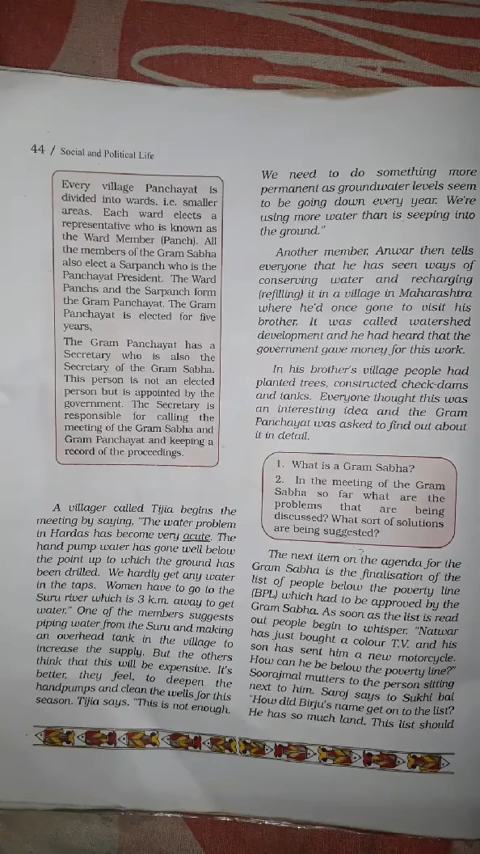 44 / Social and Political Life
Every village Panchayat is
divided into wards, i.e. smaller
areas. Each ward elects a
representative who is known as
the Ward Member (Panch). All
the members of the Gram Sabha
also elect a Sarpanch who is the
Panchayat President. The Ward
Panchs and the Sarpanch form
the Gram Panchayat. The Gram
Panchayat is elected for five
years,
The Gram Panchayat has a
Secretary who is also the
Secretary of the Gram Sabha.
This person is not an elected
person but is appointed by the
government. The Secretary is
responsible for calling the
meeting of the Gram Sabha and
Gram Panchayat and keeping a
record of the proceedings.
A villager called Tijia begins the
meeting by saying, "The water problem
in Hardas has become very acute. The
hand pump water has gone well below
the point up to which the ground has
been drilled. We hardly get any water
in the taps. Women have to go to the
Suru river which is 3 k.m. away to get
water." One of the members suggests
piping water from the Suru and making
an overhead tank in the village to
increase the supply. But the others
think that this will be expensive. It's
better, they feel, to deepen the
handpumps and clean the wells for this
season. Tijia says, "This is not enough.
We need to do something more
permanent as groundwater levels seem
to be going down every year. We're
using more water than is seeping into
the ground."
Another member, Anwar then tells
everyone that he has seen ways of
conserving water and recharging
(refilling) it in a village in Maharashtra
where he'd once gone to visit his
brother. It was called watershed
development and he had heard that the
government gave money for this work.
In his brother's village people had
planted trees, constructed check-dams
and tanks. Everyone thought this was
an interesting idea and the Gram
Panchayat was asked to find out about
it in detail.
1. What is a Gram Sabha?
2. In the meeting of the Gram
Sabha so far what are the
problems that are being
discussed? What sort of solutions
are being suggested?
The next item on the agenda for the
Gram Sabha is the finalisation of the
list of people below the poverty line
(BPL) which had to be approved by the
Gram Sabha. As soon as the list is read
out people begin to whisper. "Natwar
has just bought a colour T.V. and his
son has sent him a new motorcycle.
How can he be below the poverty line?"
Soorajmal mutters to the person sitting
next to him. Saroj says to Sukhi bai
"How did Birju's name get on to the list?
He has so much land. This list should